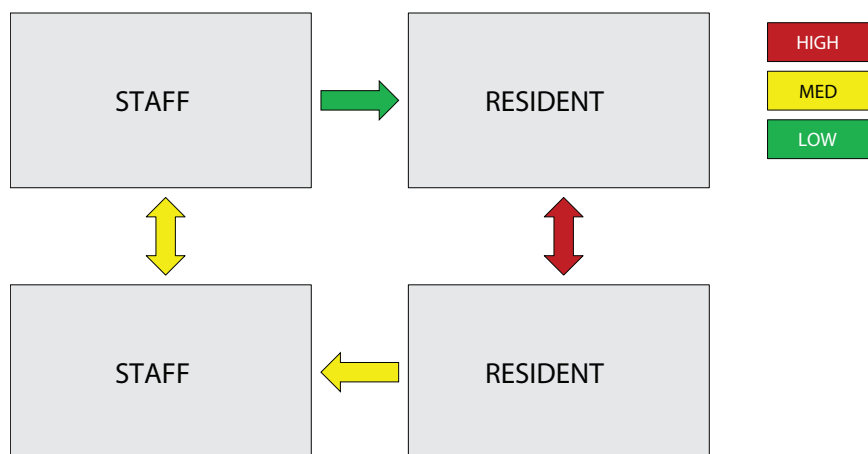 STAFF
RESIDENT
HIGH
MED
LOW
STAFF
RESIDENT